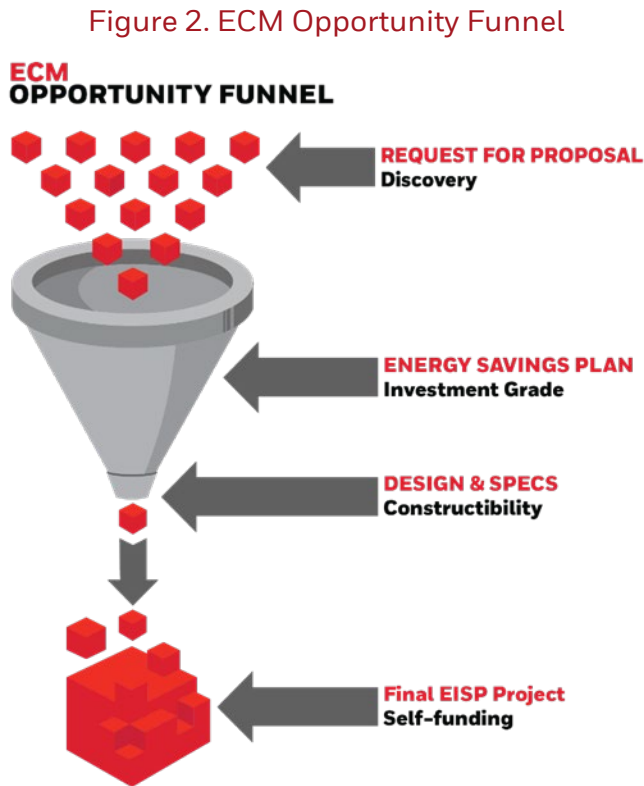 Figure 2. ECM Opportunity Funnel
ECM
OPPORTUNITY FUNNEL
REQUEST FOR PROPOSAL
Discovery
ENERGY SAVINGS PLAN
Investment Grade
DESIGN & SPECS
Constructibility
Final EISP Project
Self-funding